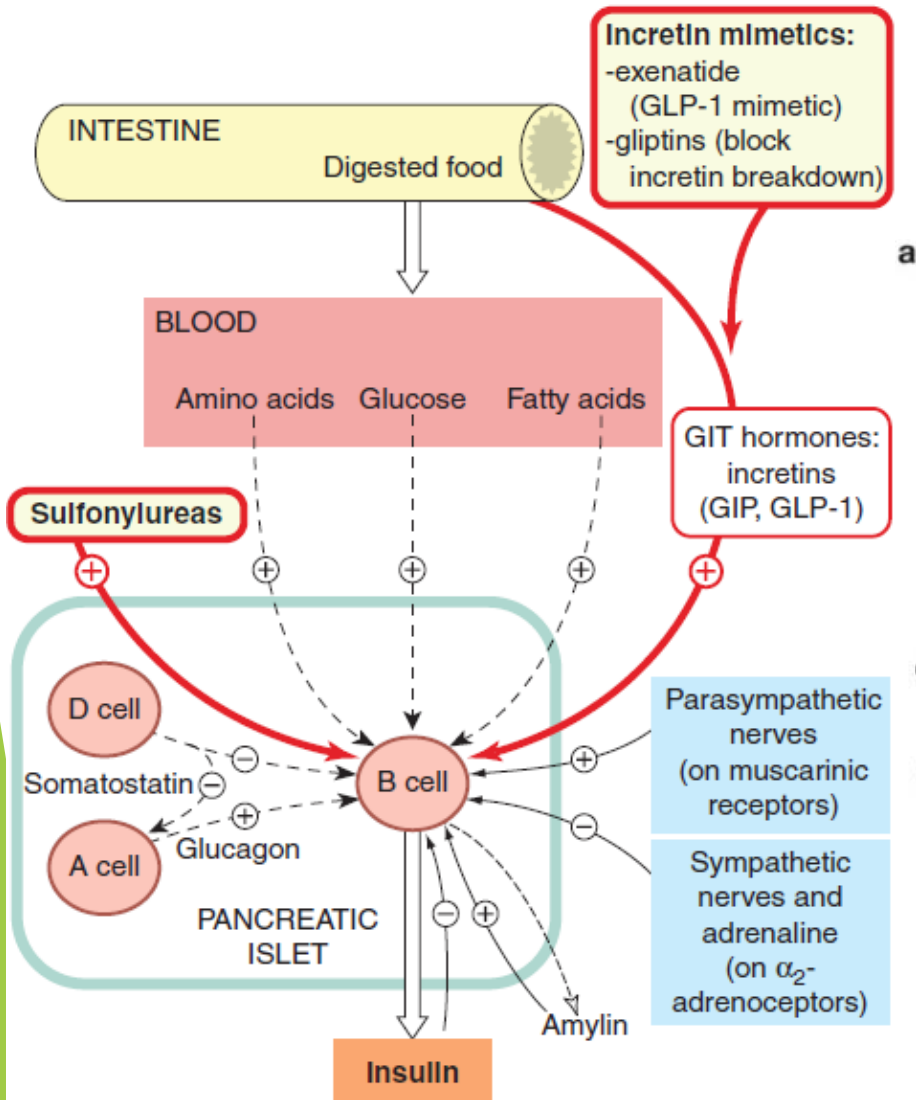 Incretin mimetics:
-exenatide
(GLP-1 mimetic)
-gliptins (block
incretin breakdown)
INTESTINE
Digested food
a
BLOOD
Amino acids
Glucose
Fatty acids
GIT hormones:
incretins
(GIP, GLP-1)
Sulfonylureas
+
+
+
+
+
D cell
−
Somatostatin
−
B cell
+
Parasympathetic
nerves
(on muscarinic
receptors)
+
Glucagon
A cell
−
Sympathetic
nerves and
adrenaline
(on α2-
adrenoceptors)
PANCREATIC
ISLET
−
+
Amylin
Insulin